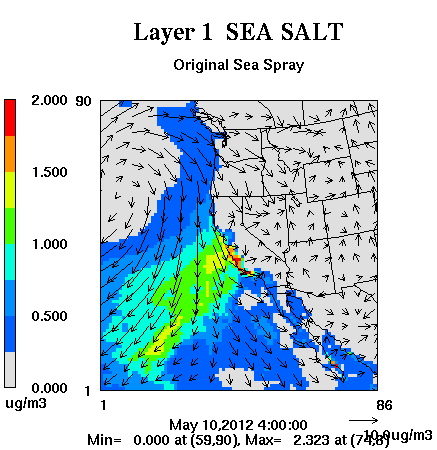 Layer 1 SEA SALT
Original Sea Spray
2.000
1.500
1.000
0.500
0.000
ug/m3
90
1
1
86
May 10,2012 4:00:00
10.0ug/m3
Min= 0.000 at (59,90), Max= 2.323 at (74,8)